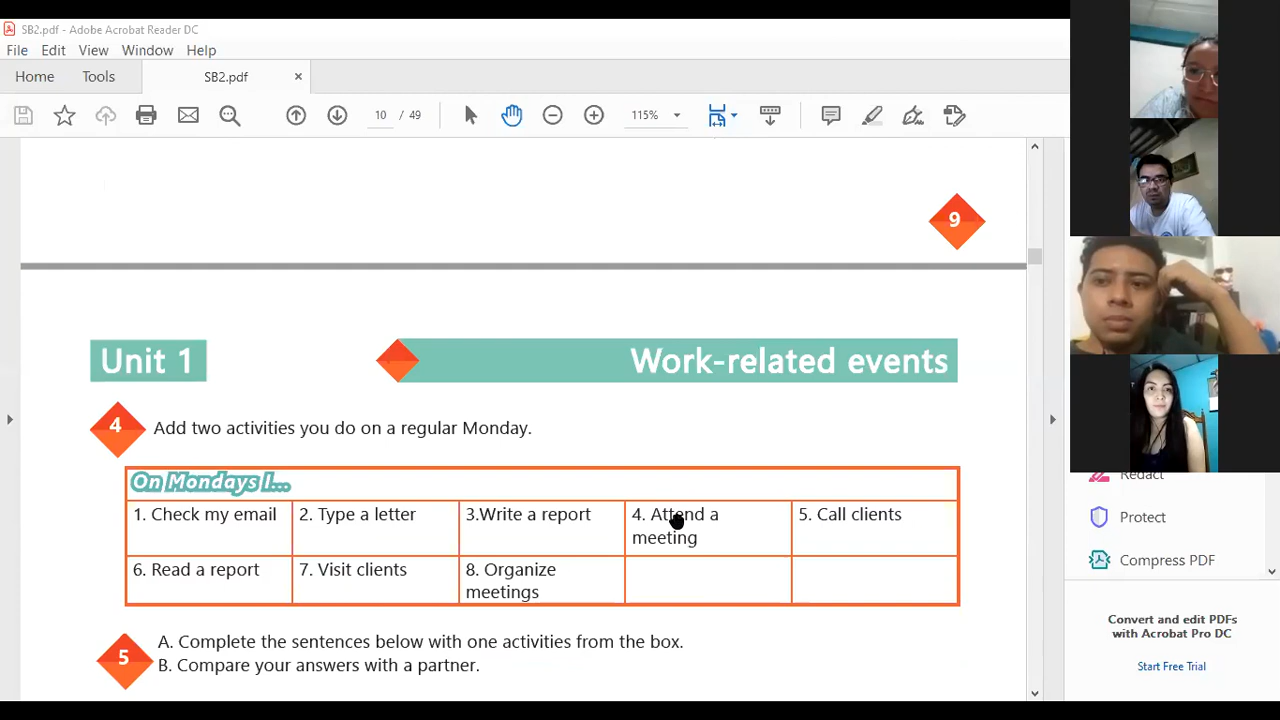 SB2.pdf - Adobe Acrobat Reader DC
File Edit View Window Help
Home Tools SB2.pdf ×
10 / 49 115%
9
Unit 1 Work-related events
4 Add two activities you do on a regular Monday.
On Mondays I...
1. Check my email 2. Type a letter 3.Write a report 4. Attend a meeting 5. Call clients
6. Read a report 7. Visit clients 8. Organize meetings
5 A. Complete the sentences below with one activities from the box.
B. Compare your answers with a partner.
Redact
Protect
Compress PDF
Convert and edit PDFs
with Acrobat Pro DC
Start Free Trial